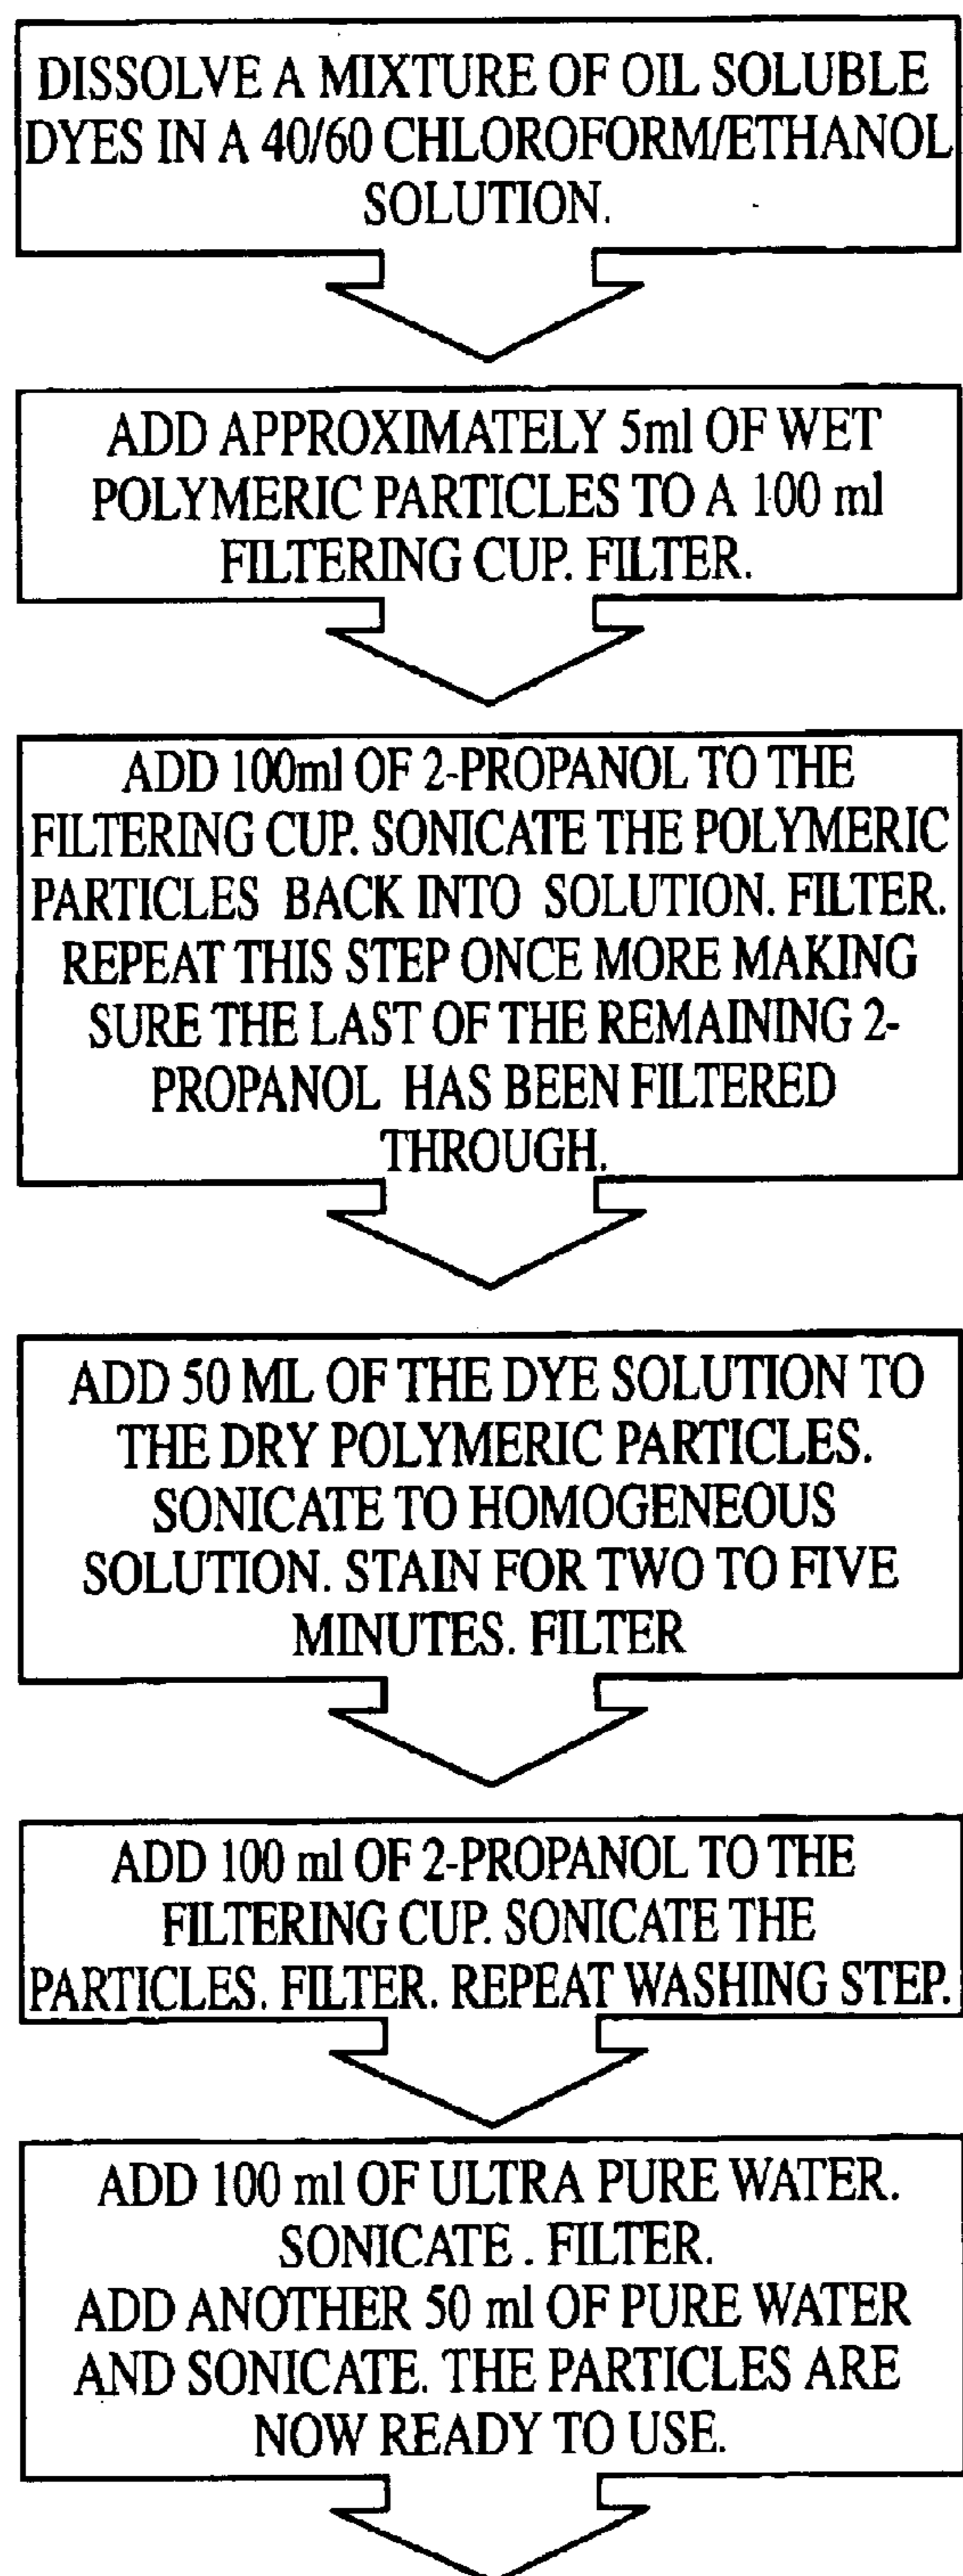 DISSOLVE A MIXTURE OF OIL SOLUBLE
DYES IN A 40/60 CHLOROFORM/ETHANOL
SOLUTION.
ADD APPROXIMATELY 5ml OF WET
POLYMERIC PARTICLES TO A 100 ml
FILTERING CUP. FILTER.
ADD 100ml OF 2-PROPANOL TO THE
FILTERING CUP. SONICATE THE POLYMERIC
PARTICLES BACK INTO SOLUTION. FILTER.
REPEAT THIS STEP ONCE MORE MAKING
SURE THE LAST OF THE REMAINING 2-
PROPANOL HAS BEEN FILTERED
THROUGH.
ADD 50 ML OF THE DYE SOLUTION TO
THE DRY POLYMERIC PARTICLES.
SONICATE TO HOMOGENEOUS
SOLUTION. STAIN FOR TWO TO FIVE
MINUTES. FILTER
ADD 100 ml OF 2-PROPANOL TO THE
FILTERING CUP. SONICATE THE
PARTICLES. FILTER. REPEAT WASHING STEP.
ADD 100 ml OF ULTRA PURE WATER.
SONICATE . FILTER.
ADD ANOTHER 50 ml OF PURE WATER
AND SONICATE. THE PARTICLES ARE
NOW READY TO USE.